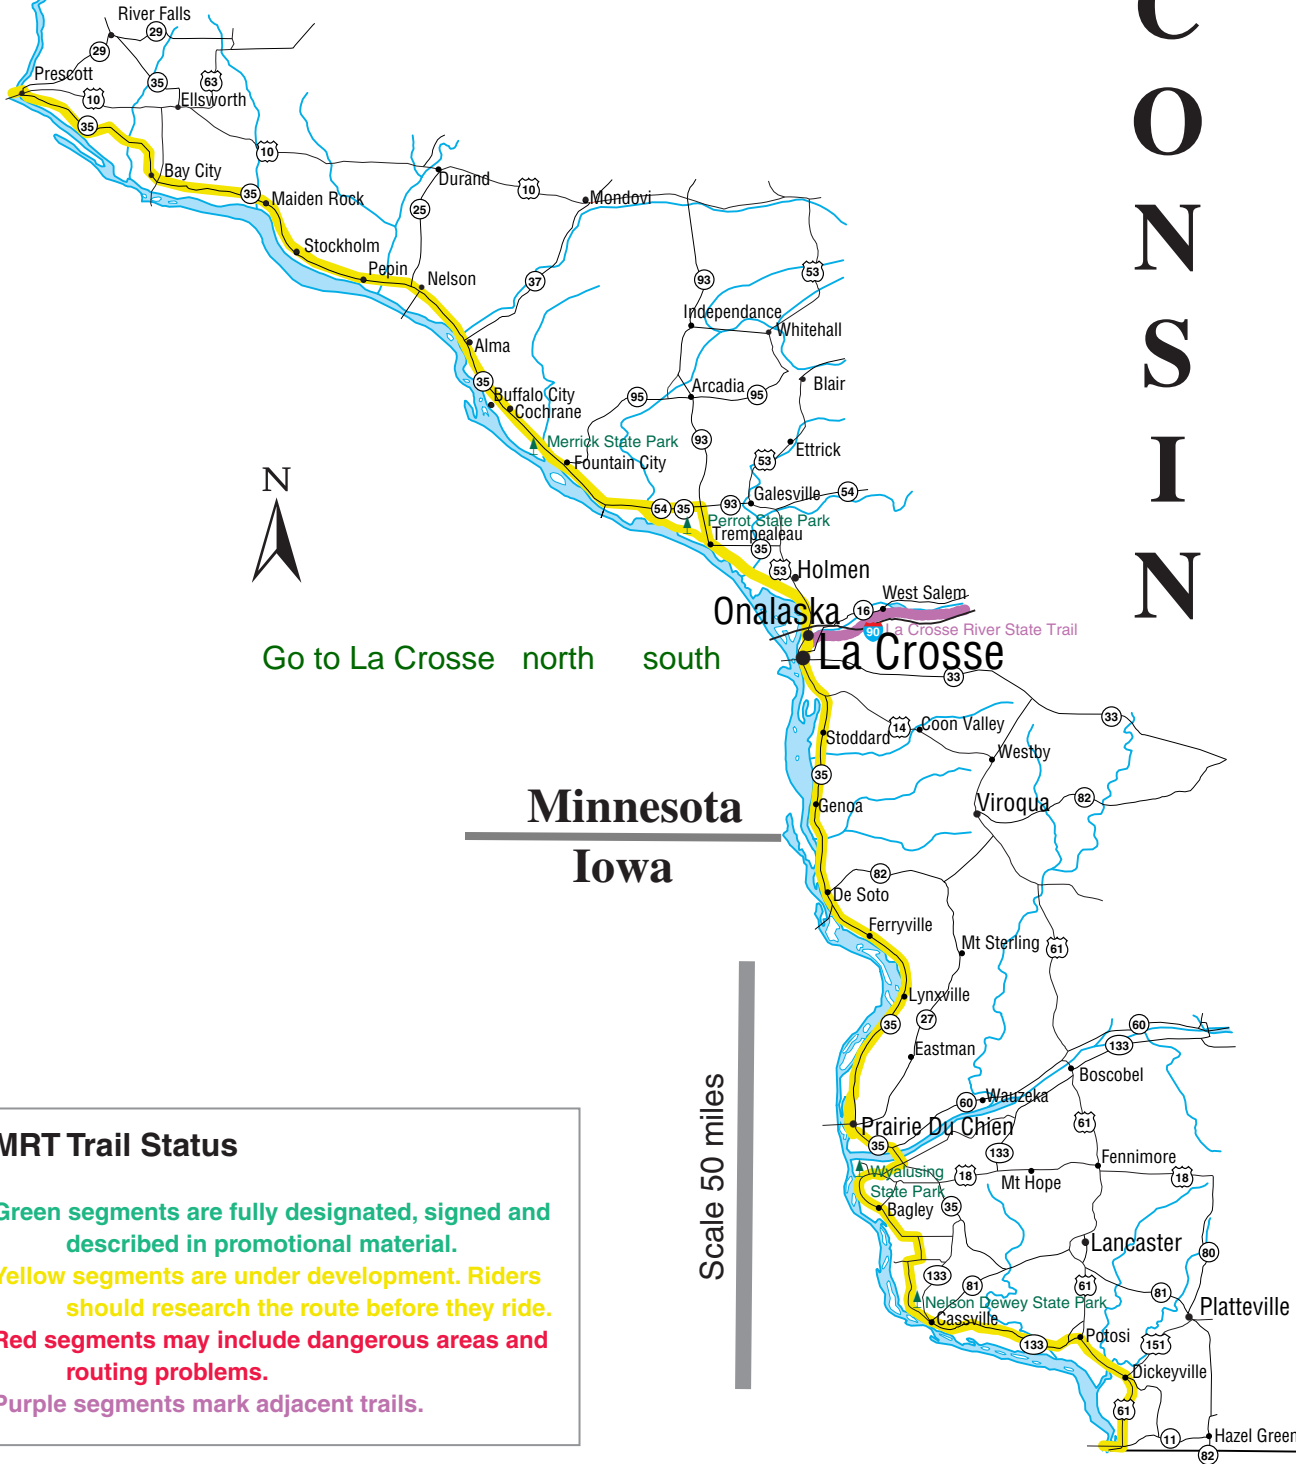 C
O
N
S
I
N
River Falls
29
29
Prescott
35
63
10
Ellsworth
35
10
Bay City
Durand
10
Mondovi
35
Maiden Rock
25
Stockholm
Pepin
Nelson
37
93
53
Independance
Whitehall
Alma
35
Buffalo City
Cochrane
95
Arcadia
95
Blair
Merrick State Park
93
Ettrick
Fountain City
53
N
Galesville
54
54
35
93
Perrot State Park
Trempealeau
35
53
Holmen
Onalaska
16
West Salem
90
La Crosse River State Trail
Go to La Crosse north south
La Crosse
33
14
Coon Valley
33
Stoddard
Westby
35
Minnesota
Genoa
Viroqua
82
Iowa
82
De Soto
Ferryville
Mt Sterling
61
Lynxville
35
27
60
133
Eastman
Boscobel
Scale 50 miles
60
Wauzeka
61
Prairie Du Chien
35
133
Fennimore
Wyalusing
State Park
18
Mt Hope
18
Bagley
35
Lancaster
80
133
81
61
81
Nelson Dewey State Park
Cassville
Platteville
133
Potosi
151
Dickeyville
61
11
Hazel Green
82
MRT Trail Status
Green segments are fully designated, signed and
described in promotional material.
Yellow segments are under development. Riders
should research the route before they ride.
Red segments may include dangerous areas and
routing problems.
Purple segments mark adjacent trails.